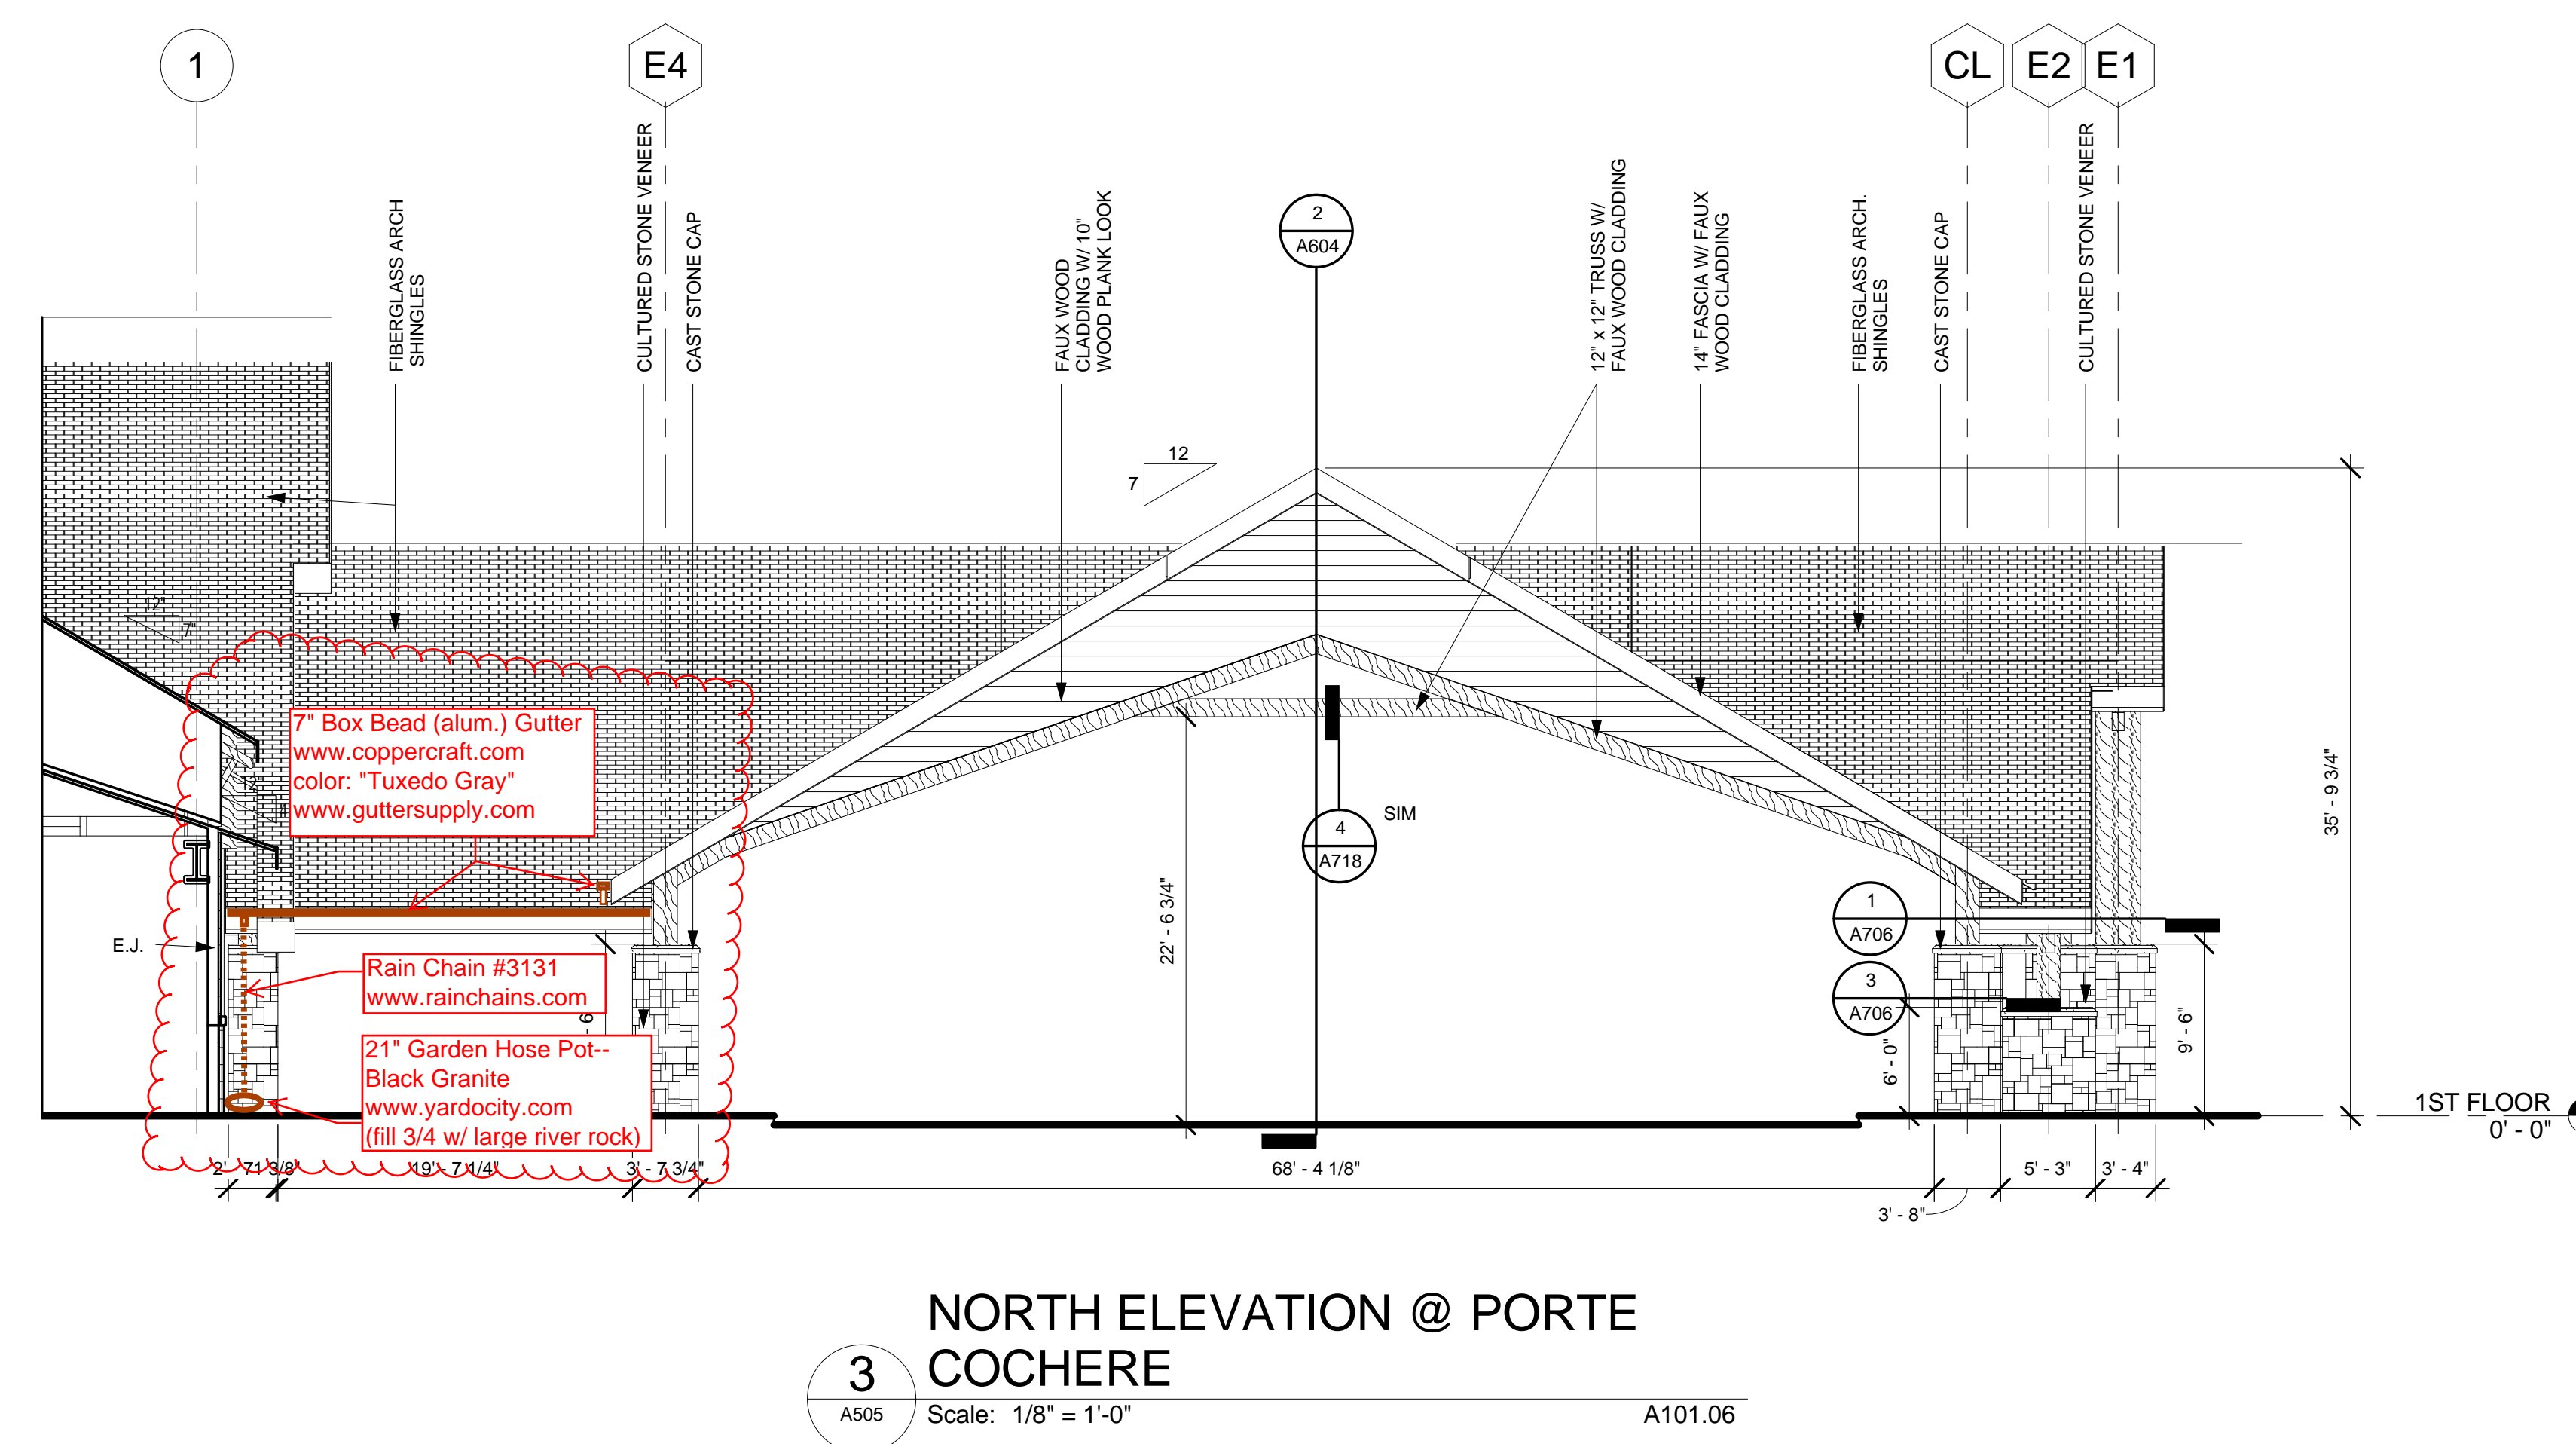 1
E4
CL
E2
E1
FIBERGLASS ARCH
SHINGLES
CULTURED STONE VENEER
CAST STONE CAP
FAUX WOOD
CLADDING W/ 10"
WOOD PLANK LOOK
2
A604
12" x 12" TRUSS W/
FAUX WOOD CLADDING
14" FASCIA W/ FAUX
WOOD CLADDING
FIBERGLASS ARCH.
SHINGLES
CAST STONE CAP
CULTURED STONE VENEER
12
7
12"
7"
7" Box Bead (alum.) Gutter
www.coppercraft.com
color: "Tuxedo Gray"
www.guttersupply.com
12"
4
A718
SIM
35' - 9 3/4"
22' - 6 3/4"
1
A706
3
A706
E.J.
Rain Chain #3131
www.rainchains.com
- 6
21" Garden Hose Pot--
Black Granite
www.yardocity.com
(fill 3/4 w/ large river rock)
6' - 0"
9' - 6"
1ST FLOOR
0' - 0"
19' - 7 1/4"
3' - 7 3/4"
68' - 4 1/8"
5' - 3"
3' - 4"
3' - 8"
NORTH ELEVATION @ PORTE
COCHERE
3
A505
Scale: 1/8" = 1'-0"
A101.06